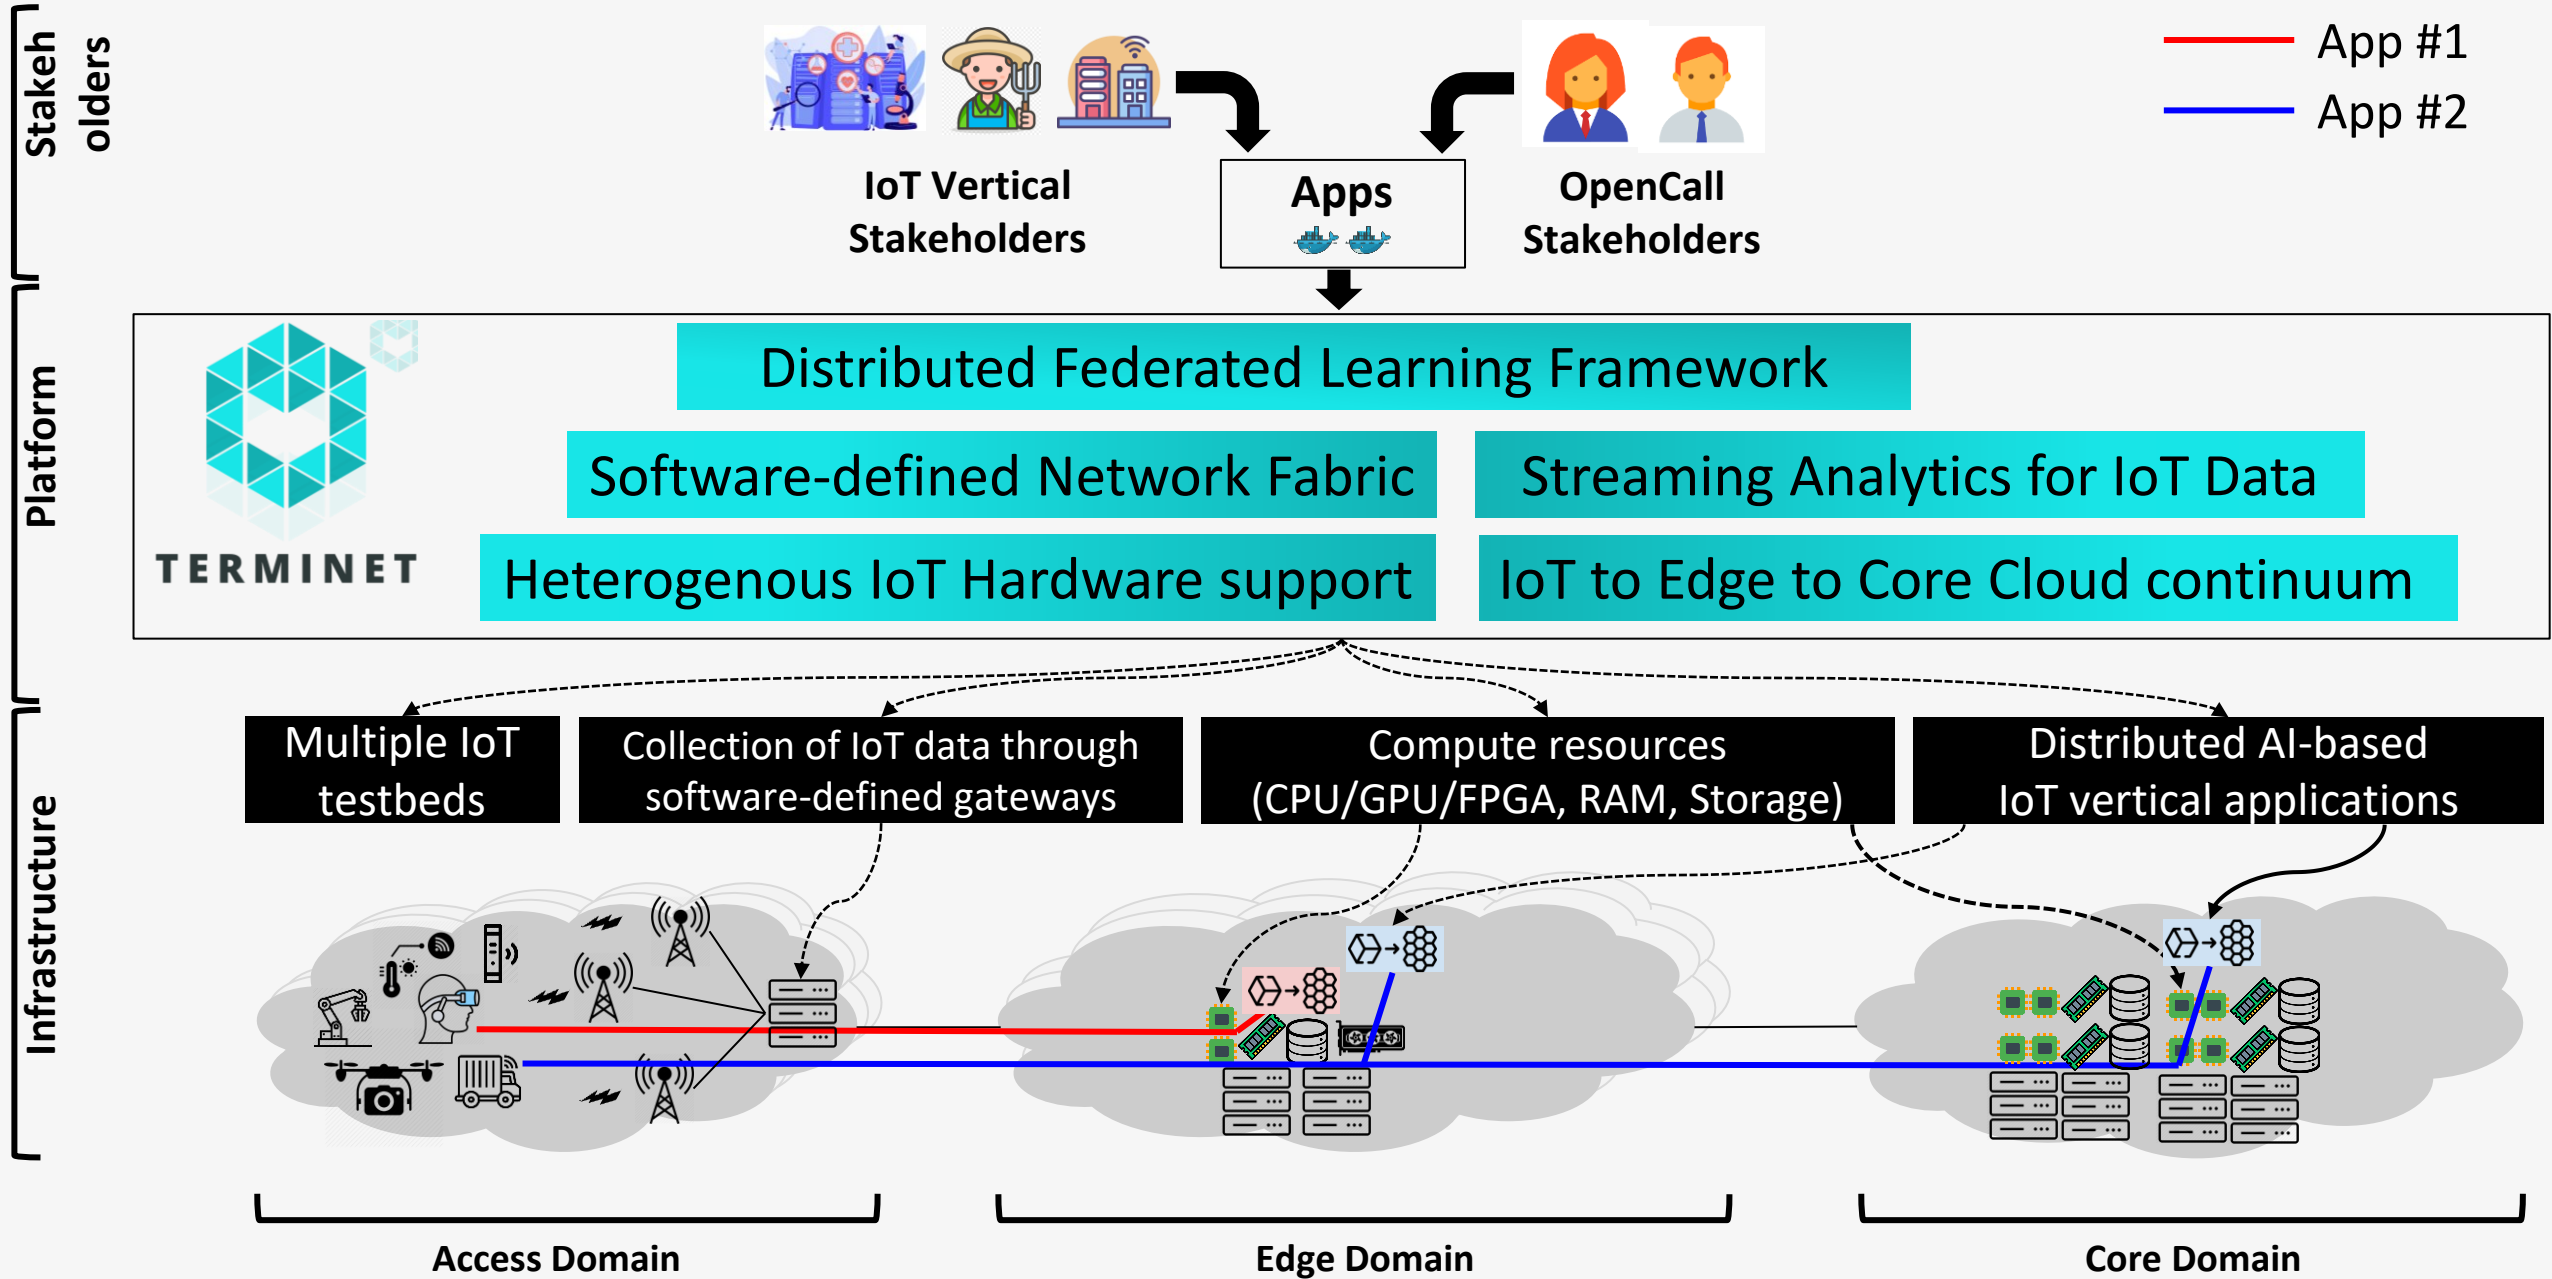 Stakeh
olders
App #1
App #2
IoT Vertical
Stakeholders
Apps
OpenCall
Stakeholders
Platform
TERMINET
Distributed Federated Learning Framework
Software-defined Network Fabric
Streaming Analytics for IoT Data
Heterogenous IoT Hardware support
IoT to Edge to Core Cloud continuum
Infrastructure
Multiple IoT
testbeds
Collection of IoT data through
software-defined gateways
Compute resources
(CPU/GPU/FPGA, RAM, Storage)
Distributed AI-based
IoT vertical applications
Access Domain
Edge Domain
Core Domain